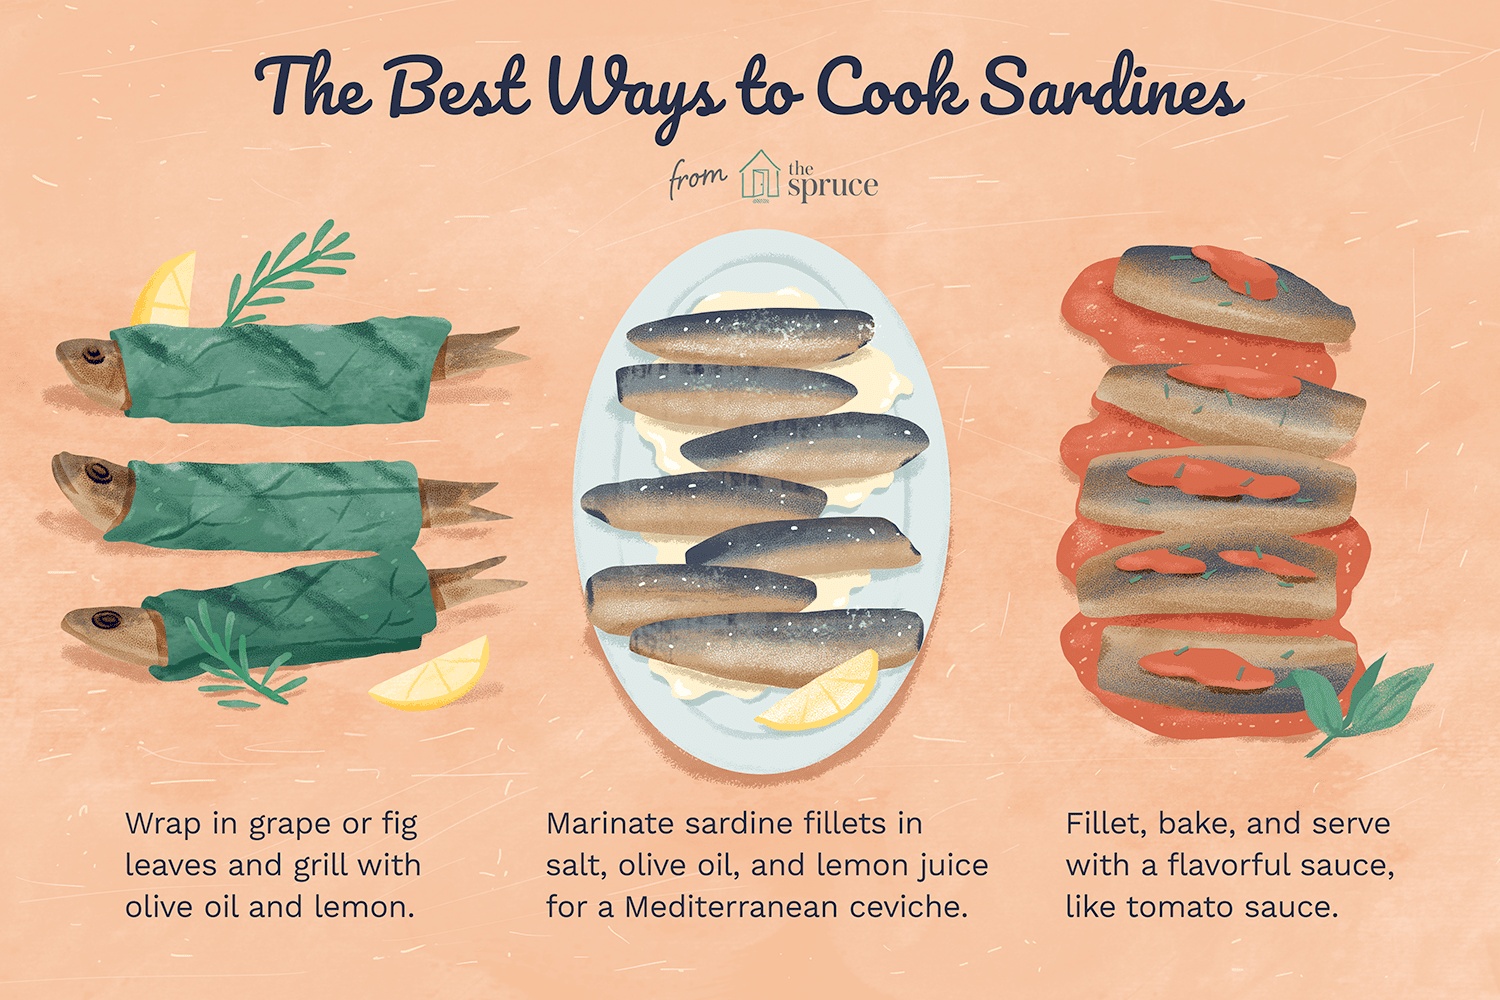 The Best Ways to Cook Sardines
from the spruce
Wrap in grape or fig
leaves and grill with
olive oil and lemon.
Marinate sardine fillets in
salt, olive oil, and lemon juice
for a Mediterranean ceviche.
Fillet, bake, and serve
with a flavorful sauce,
like tomato sauce.